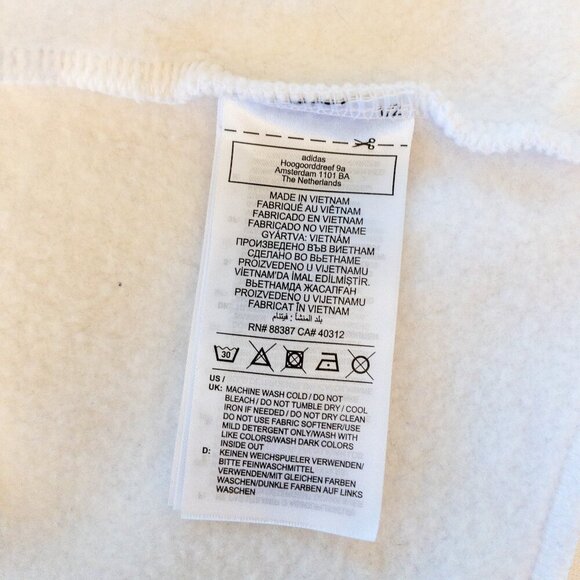 adidas
Hoogoorddreef 9a
Amsterdam 1101 BA
The Netherlands
MADE IN VIETNAM
FABRIQUÉ AU VIÊTNAM
FABRICADO EN VIETNAM
FABRICADO NO VIETNAME
GYÁRTVA: VIETNÁM
ПРОИЗВЕДЕНО ВЪВ ВИЕТНАМ
СДЕЛАНО ВО ВЬЕТНАМЕ
PROIZVEDENO U VIJETNAMU
VİETNAM'DA İMAL EDİLMİŞTİR.
ВЬЕТНАМДА ЖАСАЛҒАН
PROIZVEDENO U VIJETNAMU
FABRICAT ÎN VIETNAM
بلد المنشأ : فيتنام
RN# 88387 CA# 40312
30
US /
UK: MACHINE WASH COLD / DO NOT
BLEACH / DO NOT TUMBLE DRY / COOL
IRON IF NEEDED / DO NOT DRY CLEAN
DO NOT USE FABRIC SOFTENER/USE
MILD DETERGENT ONLY/WASH WITH
LIKE COLORS/WASH DARK COLORS
INSIDE OUT
D: KEINEN WEICHSPUELER VERWENDEN/
BITTE FEINWASCHMITTEL
VERWENDEN/MIT GLEICHEN FARBEN
WASCHEN/DUNKLE FARBEN AUF LINKS
WASCHEN